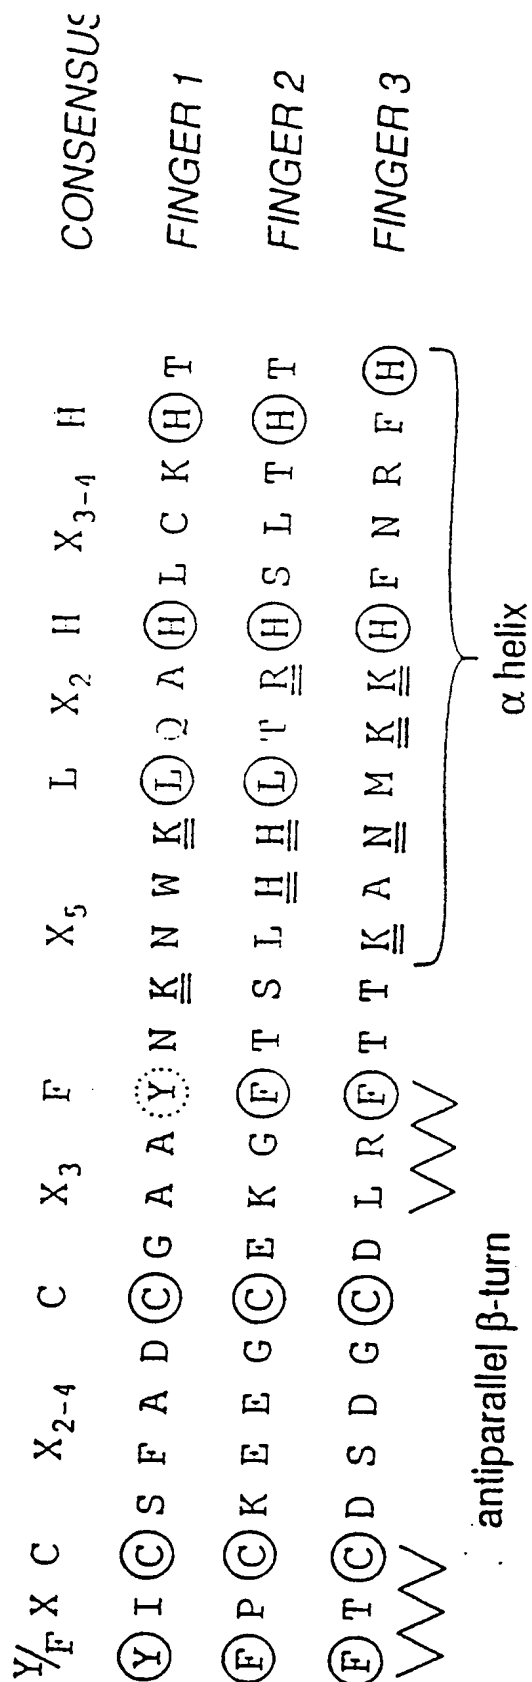 Y/F X C X2-4 C X3 F X5 L X2 H X3-4 H CONSENSUS
Y I C S F A D C G A A Y N K N W K L Q A H L C K H T FINGER 1
F P C K E E G C E K G F T S L H H L T R H S L T H T FINGER 2
F T C D S D G C D L R F T T K A N M K K H F N R F H FINGER 3
antiparallel β-turn
α helix